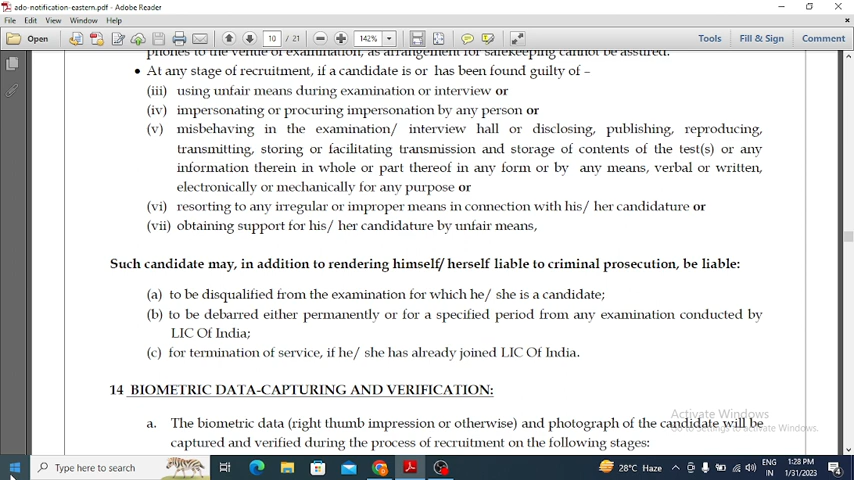 ado-notification-eastern.pdf - Adobe Reader
File Edit View Window Help
Open 10 / 21 142% Tools Fill & Sign Comment
phones to the venue of examination, as arrangement for safekeeping cannot be assured.
• At any stage of recruitment, if a candidate is or has been found guilty of –
(iii) using unfair means during examination or interview or
(iv) impersonating or procuring impersonation by any person or
(v) misbehaving in the examination/ interview hall or disclosing, publishing, reproducing,
transmitting, storing or facilitating transmission and storage of contents of the test(s) or any
information therein in whole or part thereof in any form or by any means, verbal or written,
electronically or mechanically for any purpose or
(vi) resorting to any irregular or improper means in connection with his/ her candidature or
(vii) obtaining support for his/ her candidature by unfair means,
Such candidate may, in addition to rendering himself/ herself liable to criminal prosecution, be liable:
(a) to be disqualified from the examination for which he/ she is a candidate;
(b) to be debarred either permanently or for a specified period from any examination conducted by
LIC Of India;
(c) for termination of service, if he/ she has already joined LIC Of India.
14 BIOMETRIC DATA-CAPTURING AND VERIFICATION:
a. The biometric data (right thumb impression or otherwise) and photograph of the candidate will be
captured and verified during the process of recruitment on the following stages:
Activate Windows
Go to Settings to activate Windows.
Type here to search
28°C Haze
ENG
IN
1:28 PM
1/31/2023
4